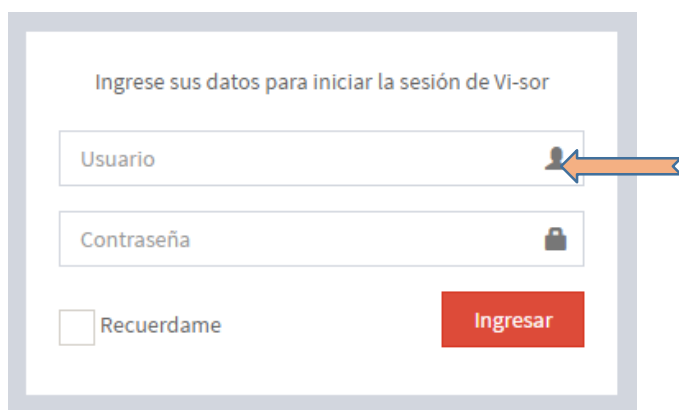 Ingrese sus datos para iniciar la sesión de Vi-sor
Usuario
Contraseña
Recuerdame
Ingresar